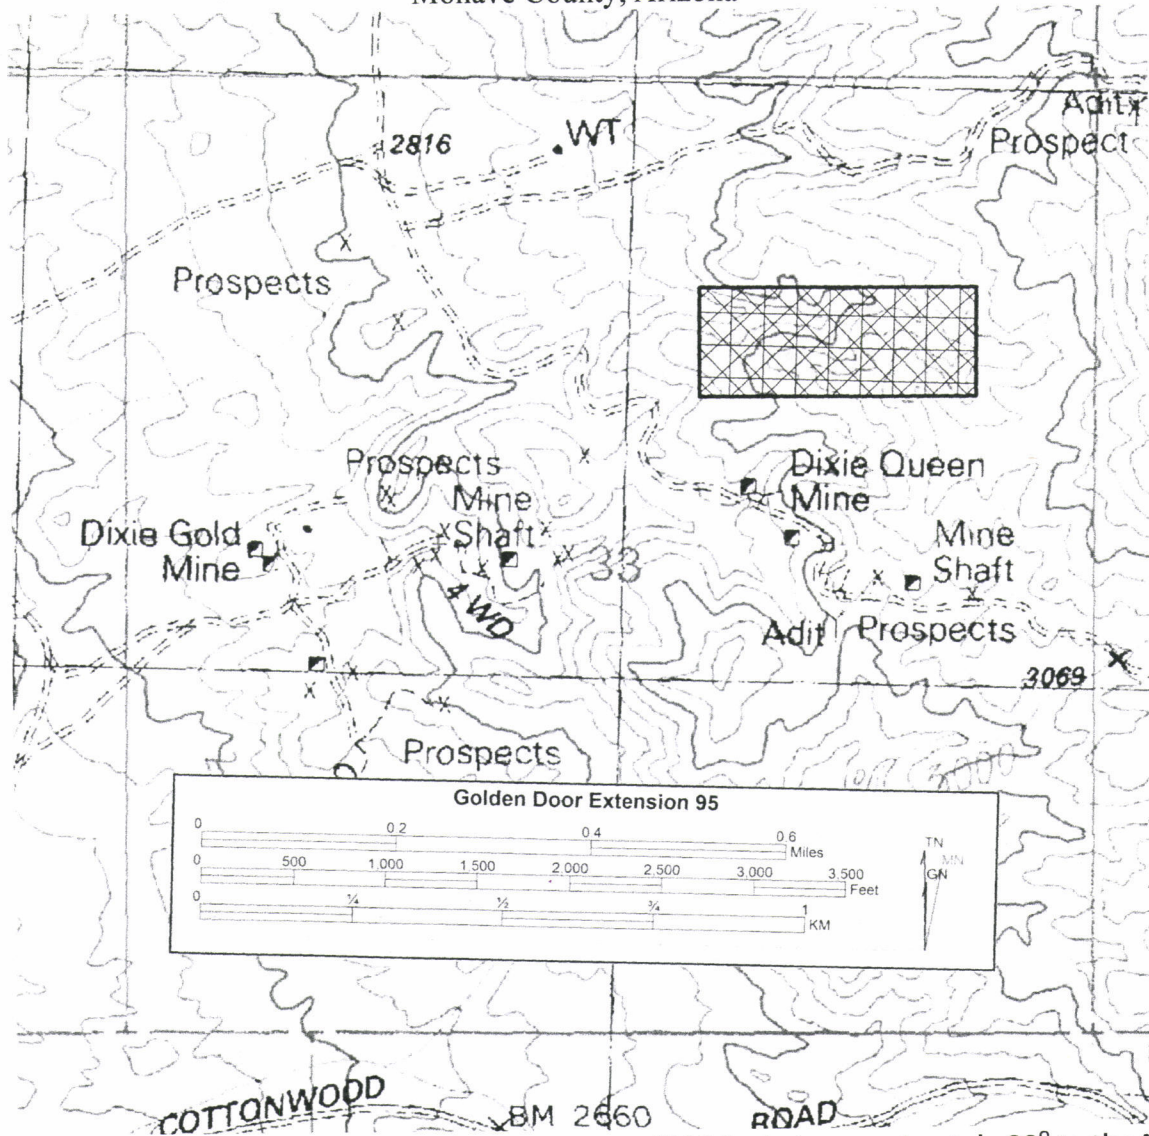 Mohave County, Arizona
Adit
Prospect
2816
WT
Prospects
Prospects
Mine
Shaft
Dixie Queen
Mine
Dixie Gold
Mine
33
Mine
Shaft
4 WD
Adit
Prospects
3069
Prospects
3000
Golden Door Extension 95
0 0.2 0.4 0.6
Miles
0 500 1,000 1,500 2,000 2,500 3,000 3,500
Feet
0 ¼ ½ ¾ 1
KM
TN
MN
GN
COTTONWOOD
BM 2660
ROAD